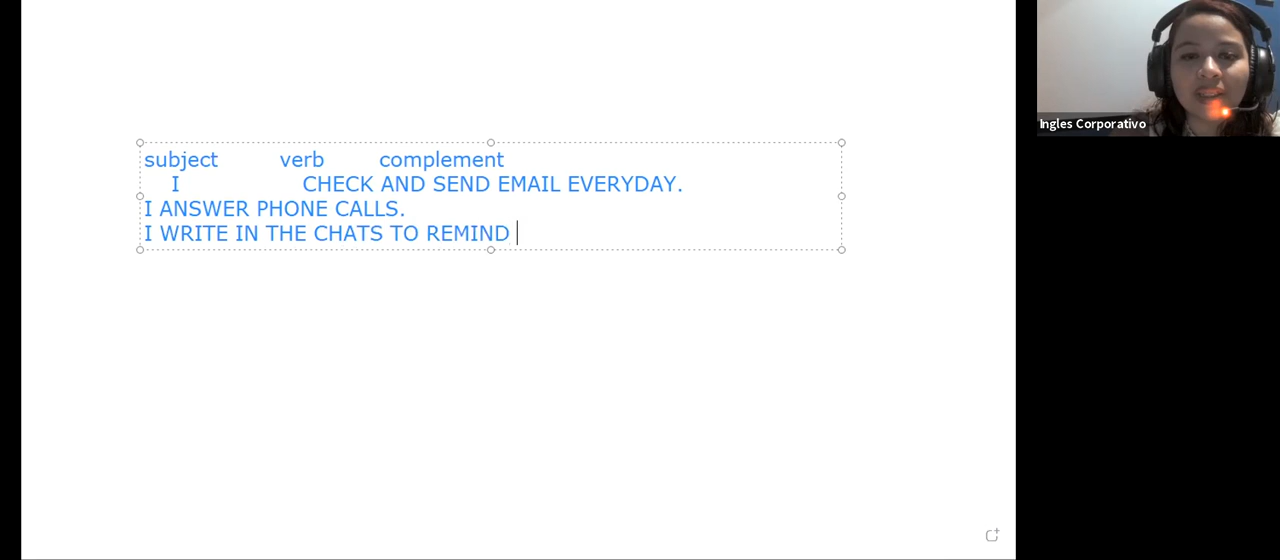 subject verb complement
I CHECK AND SEND EMAIL EVERYDAY.
I ANSWER PHONE CALLS.
I WRITE IN THE CHATS TO REMIND
Ingles Corporativo